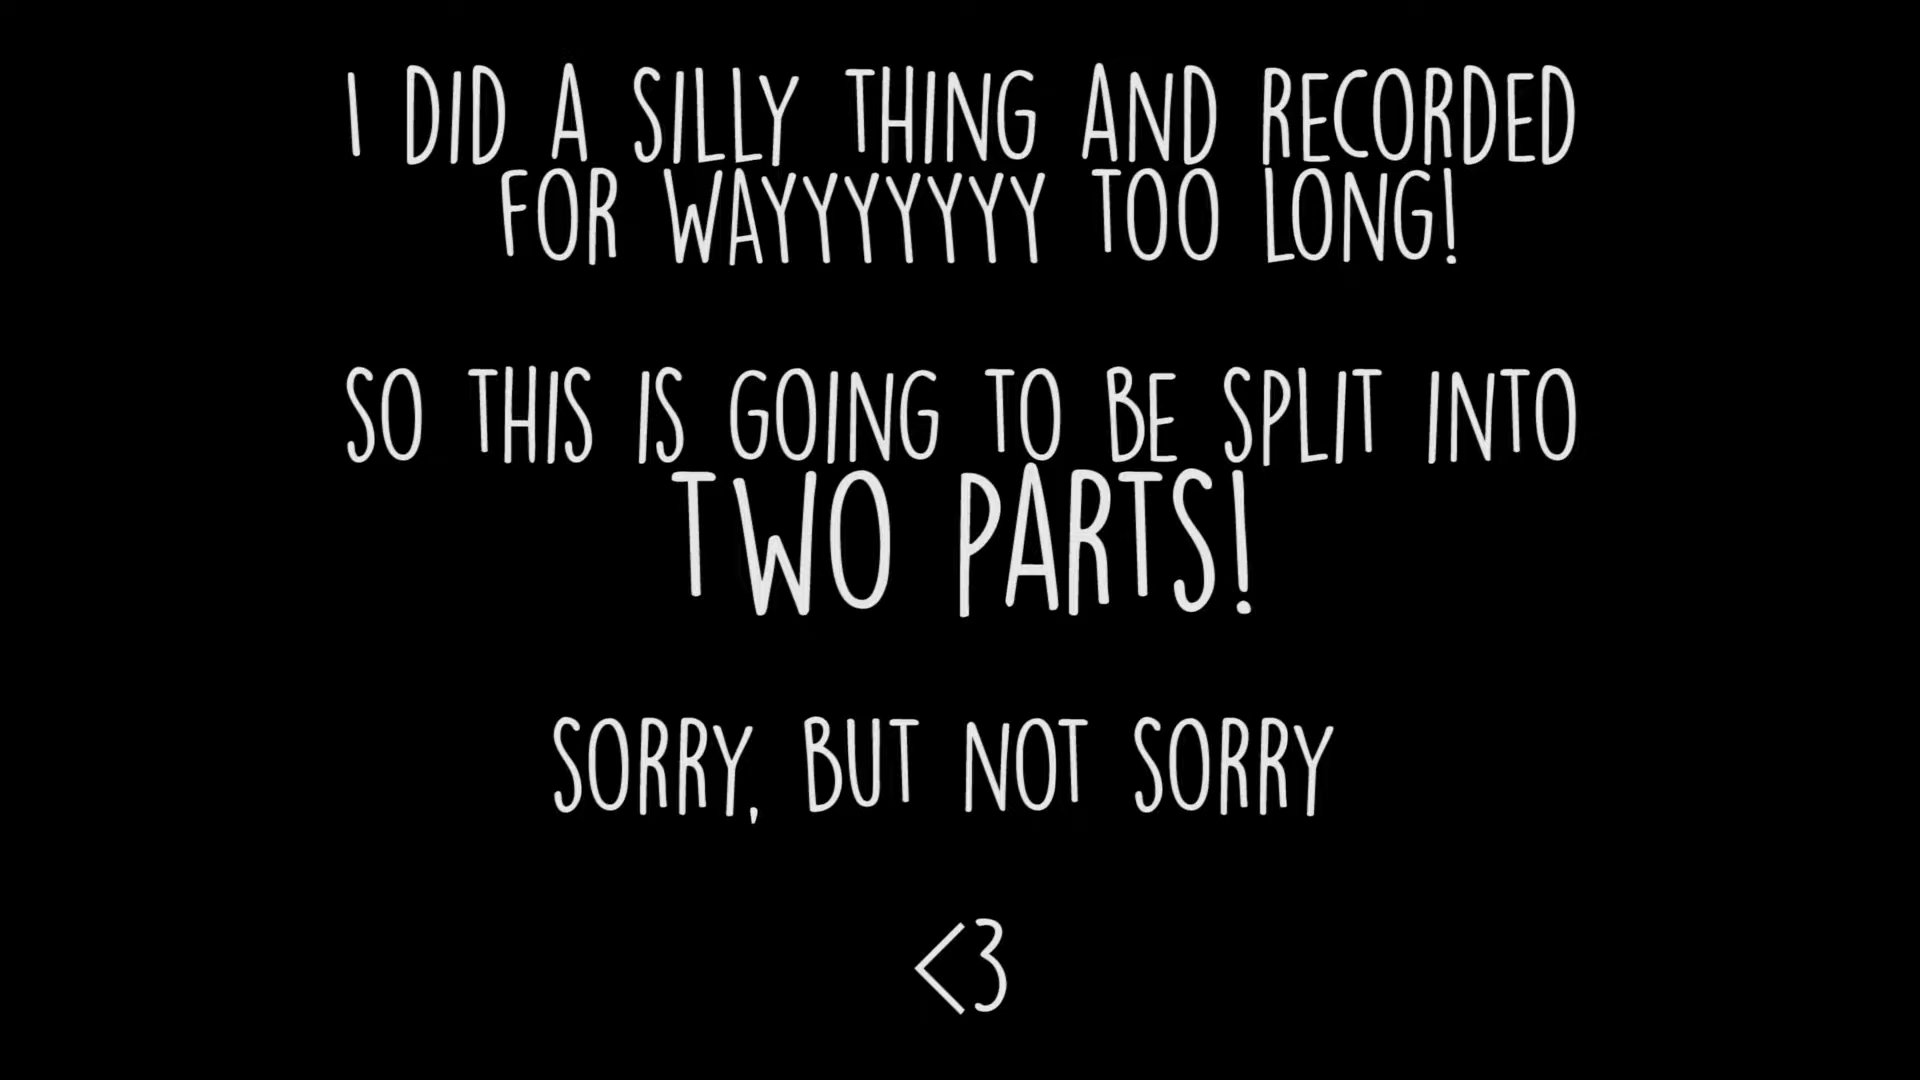 I DID A SILLY THING AND RECORDED
FOR WAYYYYYYY TOO LONG!
SO THIS IS GOING TO BE SPLIT INTO
TWO PARTS!
SORRY, BUT NOT SORRY
<3